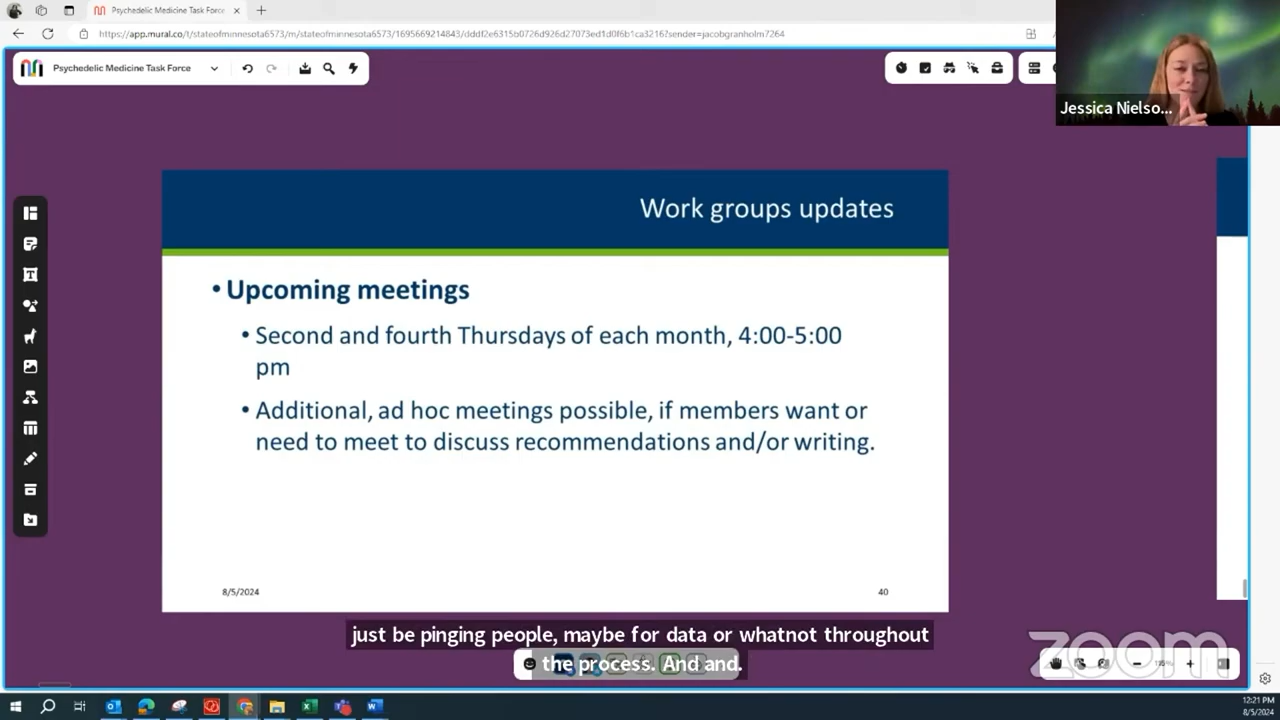 Psychedelic Medicine Task Force
https://app.mural.co/t/stateofminnesota6573/m/stateofminnesota6573/1695669214843/dddf2e6315b0726d926d27073ed1d0f6b1ca3216?sender=jacobgranholm7264
Psychedelic Medicine Task Force
Jessica Nielso...
Work groups updates
• Upcoming meetings
• Second and fourth Thursdays of each month, 4:00-5:00
pm
• Additional, ad hoc meetings possible, if members want or
need to meet to discuss recommendations and/or writing.
8/5/2024
40
just be pinging people, maybe for data or whatnot throughout
the process. And and.
zoom
12:21 PM
8/5/2024